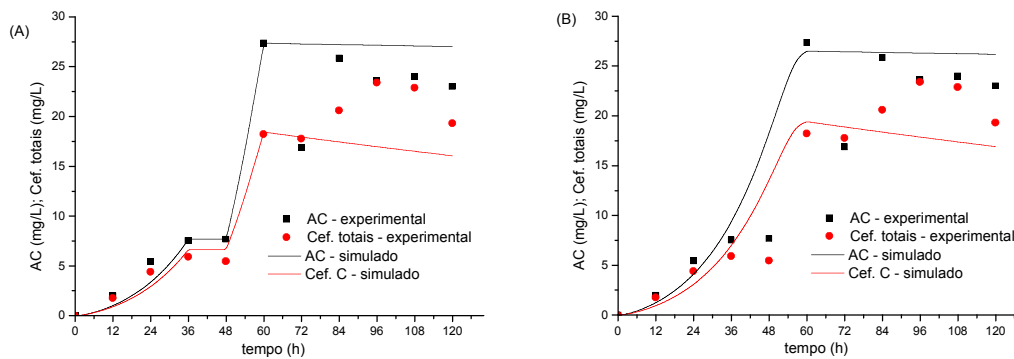 (A)
AC (mg/L); Cef. totais (mg/L)
30
25
20
15
10
5
0
AC - experimental
Cef. totais - experimental
AC - simulado
Cef. C - simulado
0 12 24 36 48 60 72 84 96 108 120
tempo (h)
(B)
AC (mg/L); Cef. totais (mg/L)
30
25
20
15
10
5
0
AC - experimental
Cef. totais - experimental
AC - simulado
Cef. C - simulado
0 12 24 36 48 60 72 84 96 108 120
tempo (h)